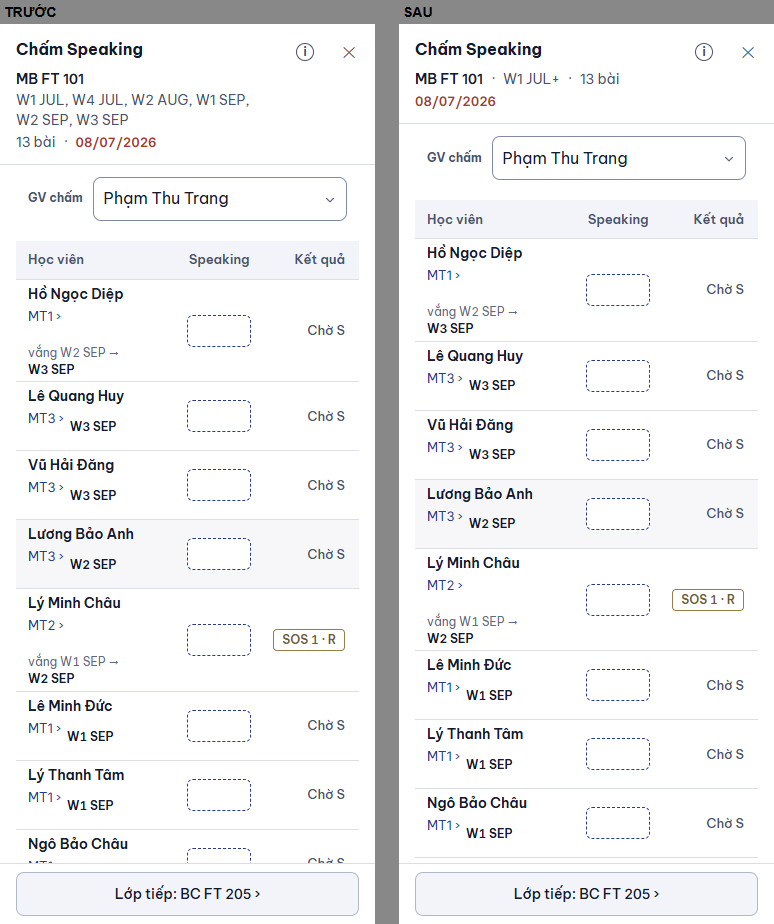 TRƯỚC
Chấm Speaking
MB FT 101
W1 JUL, W4 JUL, W2 AUG, W1 SEP,
W2 SEP, W3 SEP
13 bài · 08/07/2026
GV chấm Phạm Thu Trang
Học viên Speaking Kết quả
Hồ Ngọc Diệp
MT1 ›
Chờ S
vắng W2 SEP →
W3 SEP
Lê Quang Huy
MT3 › W3 SEP Chờ S
Vũ Hải Đăng
MT3 › W3 SEP Chờ S
Lương Bảo Anh
MT3 › W2 SEP Chờ S
Lý Minh Châu
MT2 ›
SOS 1 · R
vắng W1 SEP →
W2 SEP
Lê Minh Đức
MT1 › W1 SEP Chờ S
Lý Thanh Tâm
MT1 › W1 SEP Chờ S
Ngô Bảo Châu
Lớp tiếp: BC FT 205 ›
SAU
Chấm Speaking
MB FT 101 · W1 JUL+ · 13 bài
08/07/2026
GV chấm Phạm Thu Trang
Học viên Speaking Kết quả
Hồ Ngọc Diệp
MT1 ›
Chờ S
vắng W2 SEP →
W3 SEP
Lê Quang Huy
MT3 › W3 SEP Chờ S
Vũ Hải Đăng
MT3 › W3 SEP Chờ S
Lương Bảo Anh
MT3 › W2 SEP Chờ S
Lý Minh Châu
MT2 ›
SOS 1 · R
vắng W1 SEP →
W2 SEP
Lê Minh Đức
MT1 › W1 SEP Chờ S
Lý Thanh Tâm
MT1 › W1 SEP Chờ S
Ngô Bảo Châu
MT1 › W1 SEP Chờ S
Lớp tiếp: BC FT 205 ›